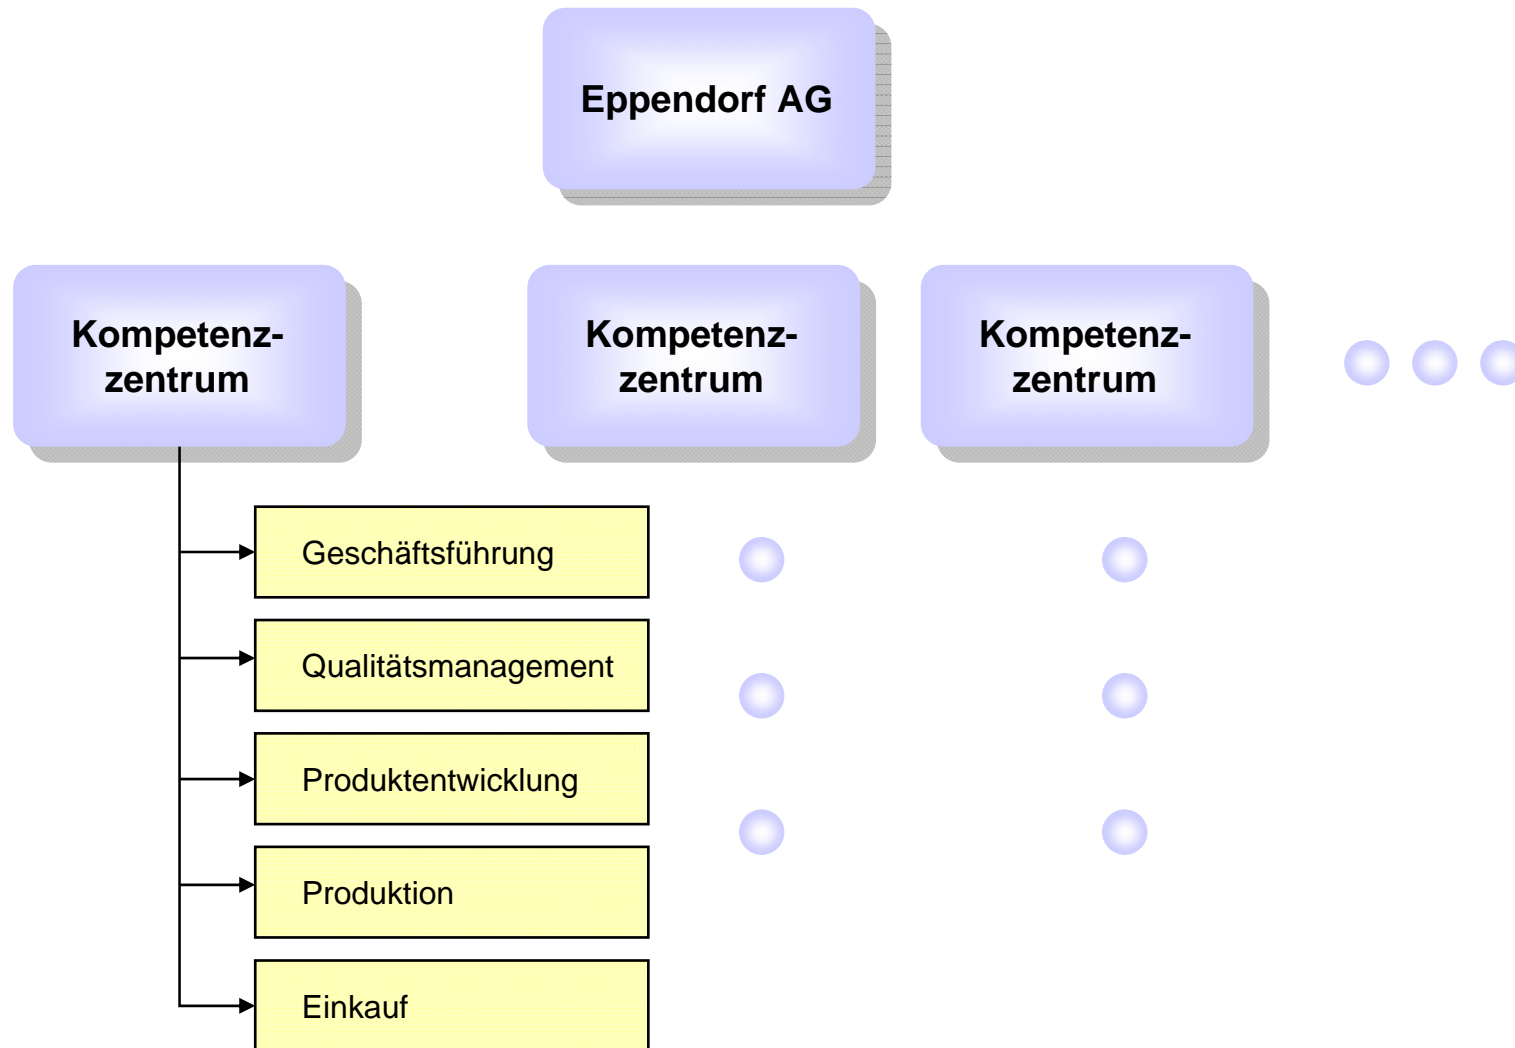 Eppendorf AG
Kompetenz-
zentrum
Kompetenz-
zentrum
Kompetenz-
zentrum
Geschäftsführung
Qualitätsmanagement
Produktentwicklung
Produktion
Einkauf